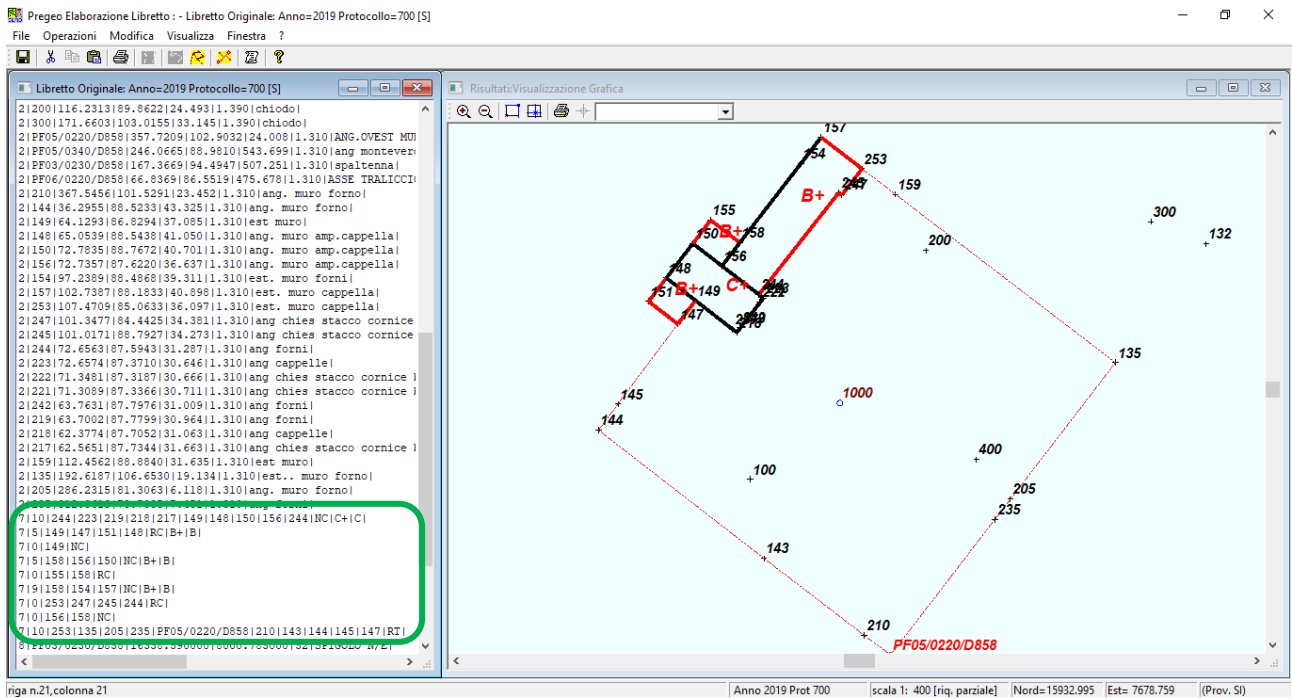 Pregeo Elaborazione Libretto : - Libretto Originale: Anno=2019 Protocollo=700 [S]
File Operazioni Modifica Visualizza Finestra ?
Libretto Originale: Anno=2019 Protocollo=700 [S]
2|200|116.2313|89.8622|24.493|1.390|chiodo|
2|300|171.6603|103.0155|33.145|1.390|chiodo|
2|PF05/0220/D858|357.7209|102.9032|24.008|1.310|ANG.OVEST MU
2|PF05/0340/D858|246.0665|88.9810|543.699|1.310|ang montever
2|PF03/0230/D858|167.3669|94.4947|507.251|1.310|spaltenna|
2|PF06/0220/D858|66.8369|86.5519|475.678|1.310|ASSE TRALICCI
2|210|367.5456|101.5291|23.452|1.310|ang. muro forno|
2|144|36.2955|88.5233|43.325|1.310|ang. muro forno|
2|149|64.1293|86.8294|37.085|1.310|est muro|
2|148|65.0539|88.5438|41.050|1.310|ang. muro amp.cappella|
2|150|72.7835|88.7672|40.701|1.310|ang. muro amp.cappella|
2|156|72.7357|87.6220|36.637|1.310|ang. muro amp.cappella|
2|154|97.2389|88.4868|39.311|1.310|est. muro forni|
2|157|102.7387|88.1833|40.898|1.310|est. muro cappella|
2|253|107.4709|85.0633|36.097|1.310|est. muro cappella|
2|247|101.3477|84.4425|34.381|1.310|ang chies stacco cornice
2|245|101.0171|88.7927|34.273|1.310|ang chies stacco cornice
2|244|72.6563|87.5943|31.287|1.310|ang forni|
2|223|72.6574|87.3710|30.646|1.310|ang cappelle|
2|222|71.3481|87.3187|30.666|1.310|ang chies stacco cornice
2|221|71.3089|87.3366|30.711|1.310|ang chies stacco cornice
2|242|63.7631|87.7976|31.009|1.310|ang forni|
2|219|63.7002|87.7799|30.964|1.310|ang forni|
2|218|62.3774|87.7052|31.063|1.310|ang cappelle|
2|217|62.5651|87.7344|31.663|1.310|ang chies stacco cornice
2|159|112.4562|88.8840|31.635|1.310|est muro|
2|135|192.6187|106.6530|19.134|1.310|est.. muro forno|
2|205|286.2315|81.3063|6.118|1.310|ang. muro forno|
7|10|244|223|219|218|217|149|148|150|156|244|NC|C+|C|
7|5|149|147|151|148|RC|B+|B|
7|0|149|NC|
7|5|158|156|150|NC|B+|B|
7|0|155|158|RC|
7|9|158|154|157|NC|B+|B|
7|0|253|247|245|244|RC|
7|0|156|158|NC|
7|10|253|135|205|235|PF05/0220/D858|210|143|144|145|147|RT|
8|PF03/0230/D858|16338.590000|8000.783000|32|SPIGOLO N/E|
Risultati:Visualizzazione Grafica
157
154
253
B+
247
159
155
300
132
150
B+
158
200
156
148
C+
151
B+
149
147
135
145
1000
144
400
100
205
235
143
210
PF05/0220/D858
riga n.21,colonna 21
Anno 2019 Prot 700
scala 1: 400 [riq. parziale]
Nord=15932.995
Est= 7678.759
(Prov. SI)